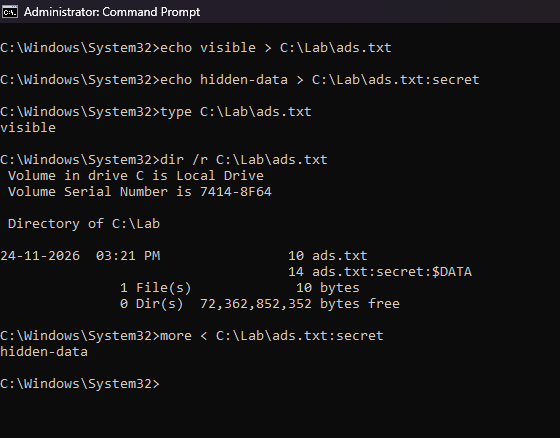 Administrator: Command Prompt
C:\Windows\System32>echo visible > C:\Lab\ads.txt
C:\Windows\System32>echo hidden-data > C:\Lab\ads.txt:secret
C:\Windows\System32>type C:\Lab\ads.txt
visible
C:\Windows\System32>dir /r C:\Lab\ads.txt
 Volume in drive C is Local Drive
 Volume Serial Number is 7414-8F64
 Directory of C:\Lab
24-11-2026  03:21 PM                10 ads.txt
                                    14 ads.txt:secret:$DATA
               1 File(s)             10 bytes
               0 Dir(s)  72,362,852,352 bytes free
C:\Windows\System32>more < C:\Lab\ads.txt:secret
hidden-data
C:\Windows\System32>